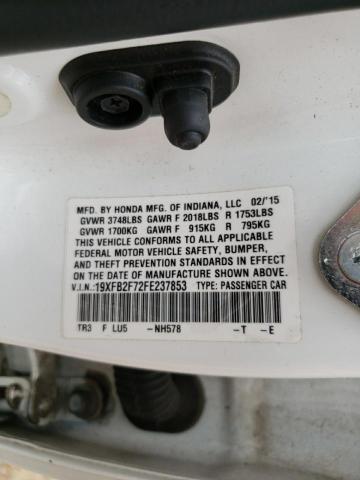 MFD. BY HONDA MFG. OF INDIANA, LLC 02/'15
GVWR 3748LBS GAWR F 2018LBS R 1753LBS
GVWR 1700KG GAWR F 915KG R 795KG
THIS VEHICLE CONFORMS TO ALL APPLICABLE
FEDERAL MOTOR VEHICLE SAFETY, BUMPER,
AND THEFT PREVENTION STANDARDS IN EFFECT
ON THE DATE OF MANUFACTURE SHOWN ABOVE.
V.I.N.:19XFB2F72FE237853 TYPE: PASSENGER CAR
TR3 F LU5 -NH578 -T -E